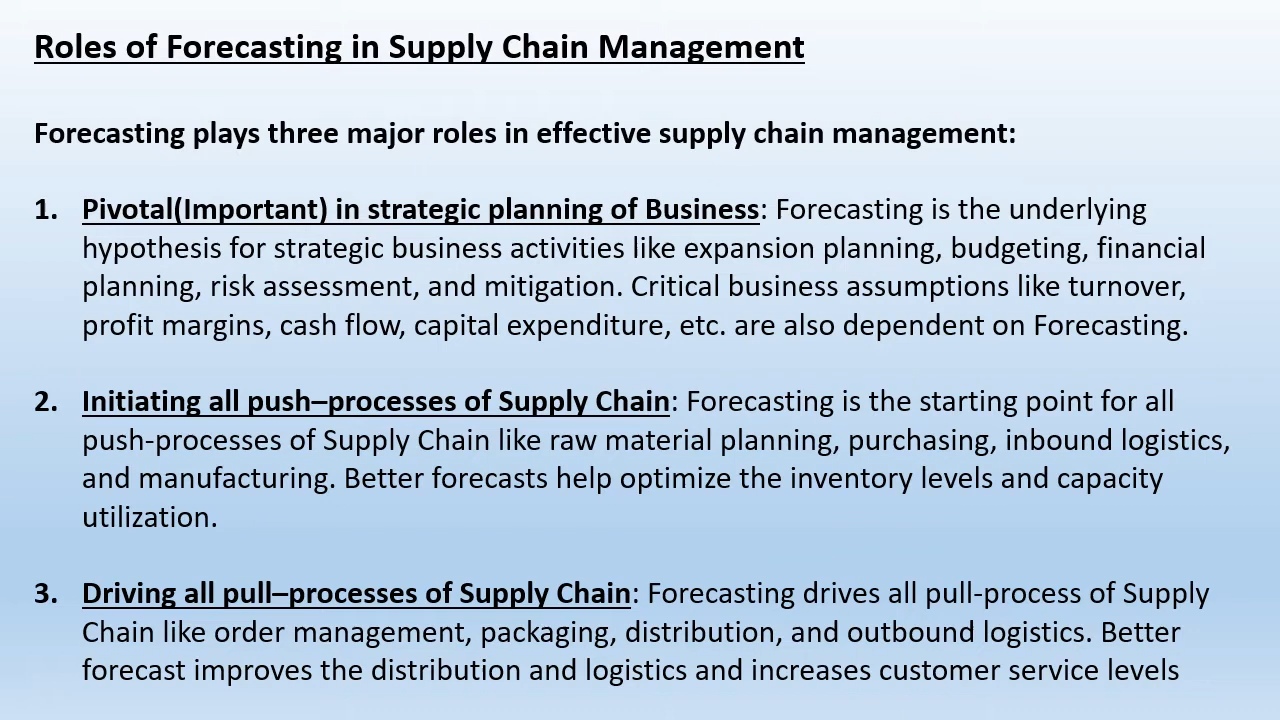 Roles of Forecasting in Supply Chain Management
Forecasting plays three major roles in effective supply chain management:
1. Pivotal(Important) in strategic planning of Business: Forecasting is the underlying
hypothesis for strategic business activities like expansion planning, budgeting, financial
planning, risk assessment, and mitigation. Critical business assumptions like turnover,
profit margins, cash flow, capital expenditure, etc. are also dependent on Forecasting.
2. Initiating all push–processes of Supply Chain: Forecasting is the starting point for all
push-processes of Supply Chain like raw material planning, purchasing, inbound logistics,
and manufacturing. Better forecasts help optimize the inventory levels and capacity
utilization.
3. Driving all pull–processes of Supply Chain: Forecasting drives all pull-process of Supply
Chain like order management, packaging, distribution, and outbound logistics. Better
forecast improves the distribution and logistics and increases customer service levels